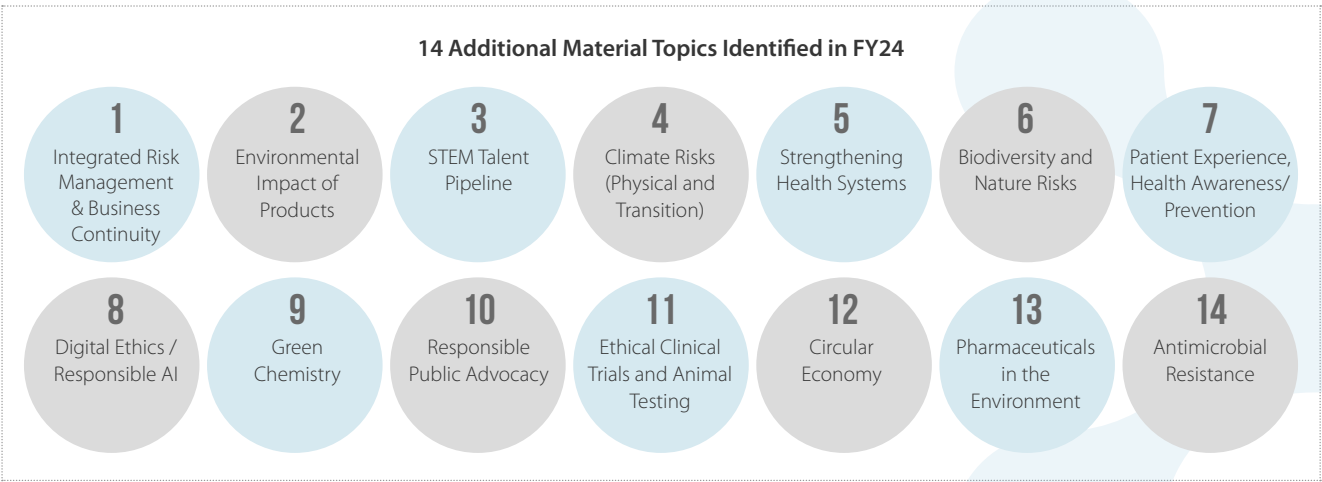 14 Additional Material Topics Identified in FY24
1
Integrated Risk
Management
& Business
Continuity
2
Environmental
Impact of
Products
3
STEM Talent
Pipeline
4
Climate Risks
(Physical and
Transition)
5
Strengthening
Health Systems
6
Biodiversity and
Nature Risks
7
Patient Experience,
Health Awareness/
Prevention
8
Digital Ethics /
Responsible AI
9
Green
Chemistry
10
Responsible
Public Advocacy
11
Ethical Clinical
Trials and Animal
Testing
12
Circular
Economy
13
Pharmaceuticals
in the
Environment
14
Antimicrobial
Resistance